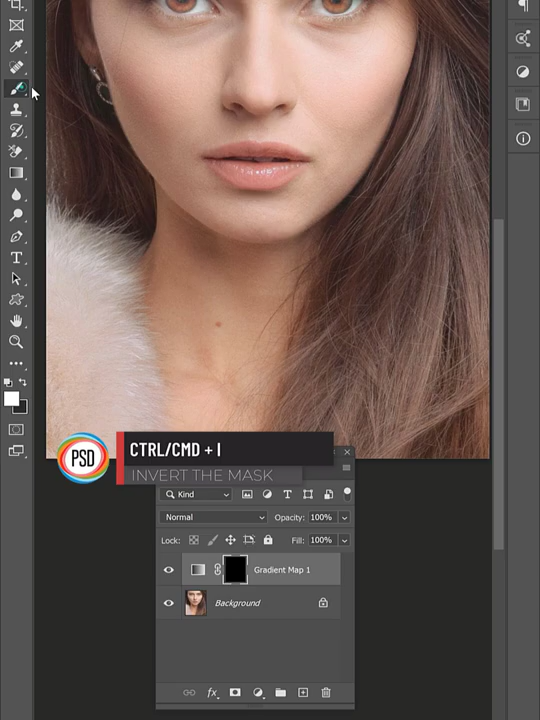 PSD
CTRL/CMD + I
INVERT THE MASK
Kind
Normal
Opacity: 100%
Lock:
Fill: 100%
Gradient Map 1
Background